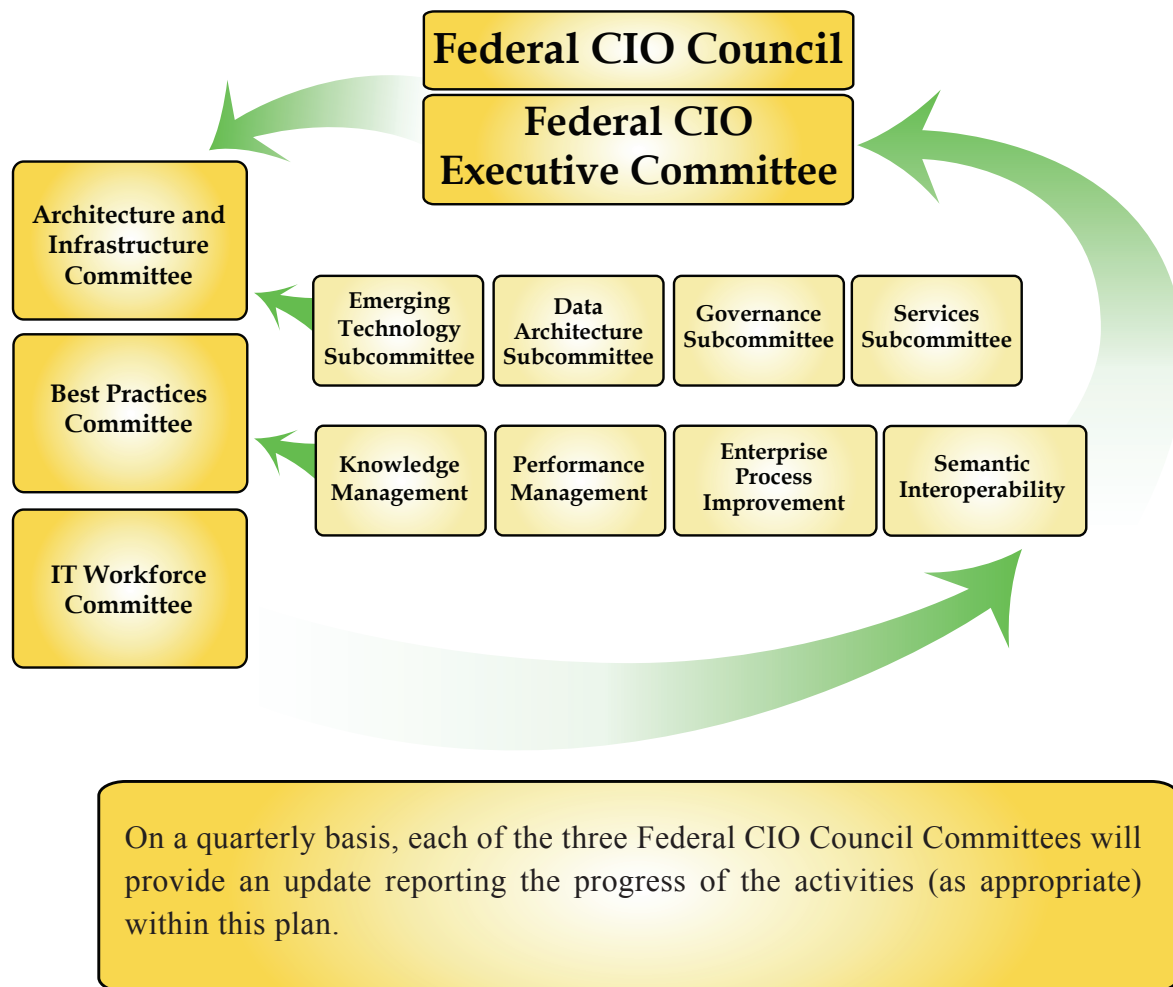 Federal CIO Council
Federal CIO
Executive Committee
Architecture and
Infrastructure
Committee
Emerging
Technology
Subcommittee
Data
Architecture
Subcommittee
Governance
Subcommittee
Services
Subcommittee
Best Practices
Committee
Knowledge
Management
Performance
Management
Enterprise
Process
Improvement
Semantic
Interoperability
IT Workforce
Committee
On a quarterly basis, each of the three Federal CIO Council Committees will
provide an update reporting the progress of the activities (as appropriate)
within this plan.